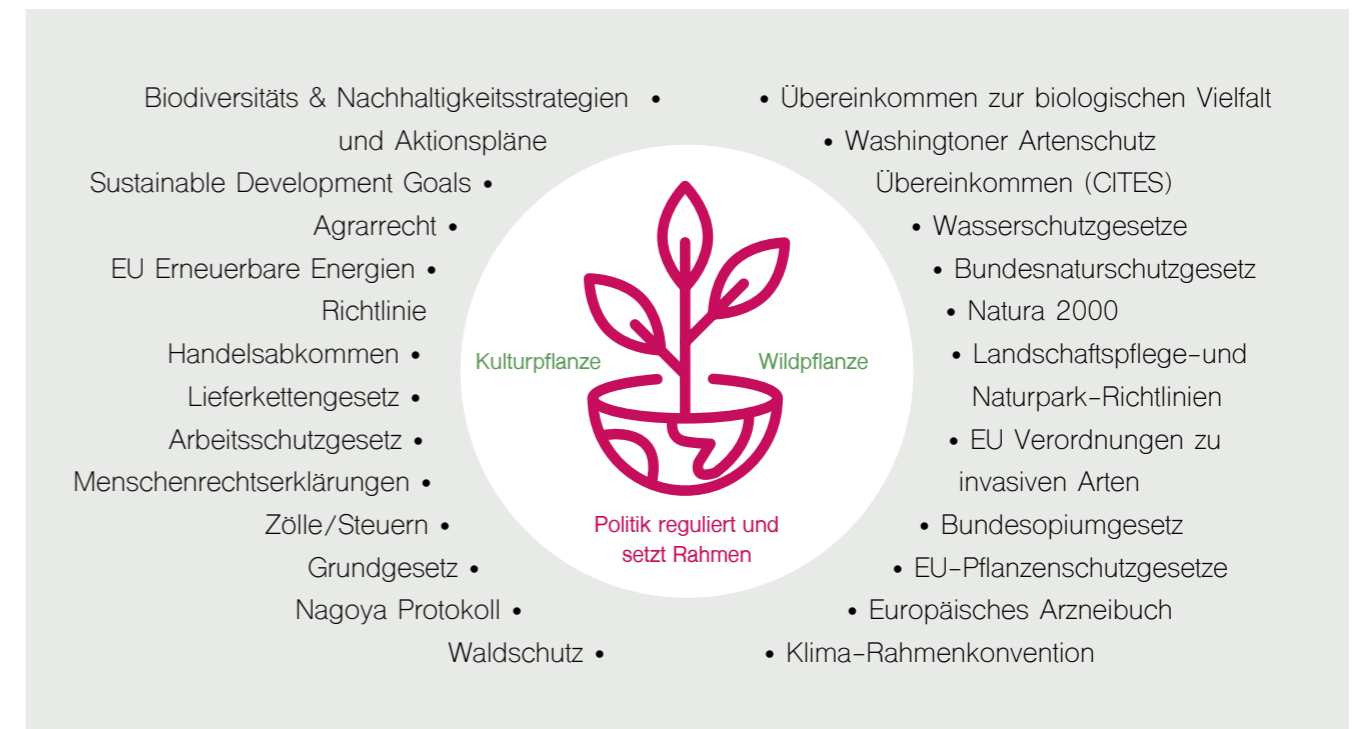 Biodiversitäts & Nachhaltigkeitsstrategien •
und Aktionspläne
Sustainable Development Goals •
Agrarrecht •
EU Erneuerbare Energien •
Richtlinie
Handelsabkommen •
Lieferkettengesetz •
Arbeitsschutzgesetz •
Menschenrechtserklärungen •
Zölle/Steuern •
Grundgesetz •
Nagoya Protokoll •
Waldschutz •
Kulturpflanze
Wildpflanze
Politik reguliert und
setzt Rahmen
• Übereinkommen zur biologischen Vielfalt
• Washingtoner Artenschutz
Übereinkommen (CITES)
• Wasserschutzgesetze
• Bundesnaturschutzgesetz
• Natura 2000
• Landschaftspflege-und
Naturpark-Richtlinien
• EU Verordnungen zu
invasiven Arten
• Bundesopiumgesetz
• EU-Pflanzenschutzgesetze
• Europäisches Arzneibuch
• Klima-Rahmenkonvention